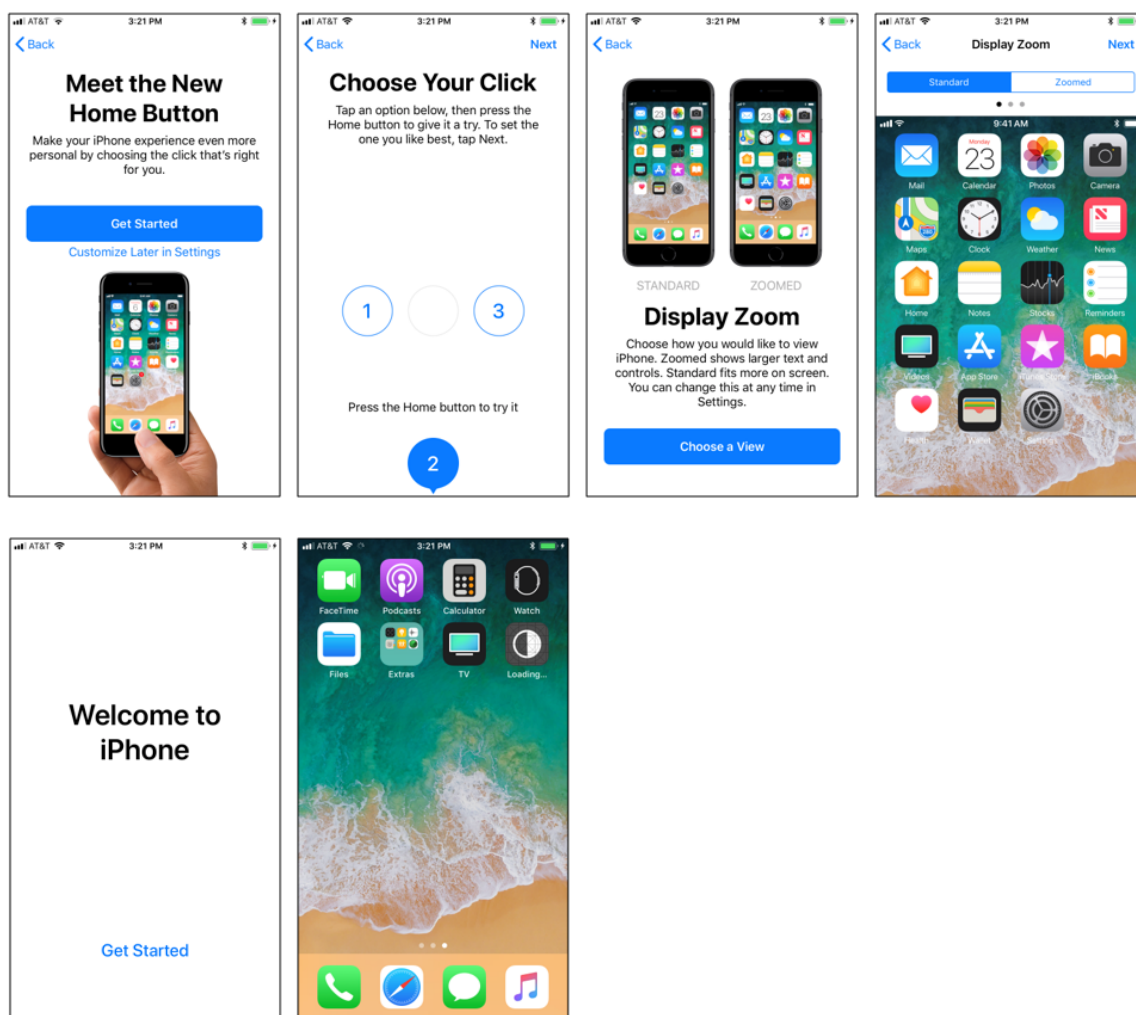 AT&T 3:21 PM
Back
Meet the New
Home Button
Make your iPhone experience even more
personal by choosing the click that's right
for you.
Get Started
Customize Later in Settings
AT&T 3:21 PM
Back Next
Choose Your Click
Tap an option below, then press the
Home button to give it a try. To set the
one you like best, tap Next.
1 3
Press the Home button to try it
2
AT&T 3:21 PM
Back
STANDARD ZOOMED
Display Zoom
Choose how you would like to view
iPhone. Zoomed shows larger text and
controls. Standard fits more on screen.
You can change this at any time in
Settings.
Choose a View
AT&T 3:21 PM
Back Display Zoom Next
Standard Zoomed
9:41 AM
Monday
23
Mail Calendar Photos Camera
280
Maps Clock Weather News
Home Notes Stocks Reminders
Videos App Store iTunes Store iBooks
Health Wallet Settings
AT&T 3:21 PM
Welcome to
iPhone
Get Started
AT&T 3:21 PM
FaceTime Podcasts Calculator Watch
Files Extras TV Loading...